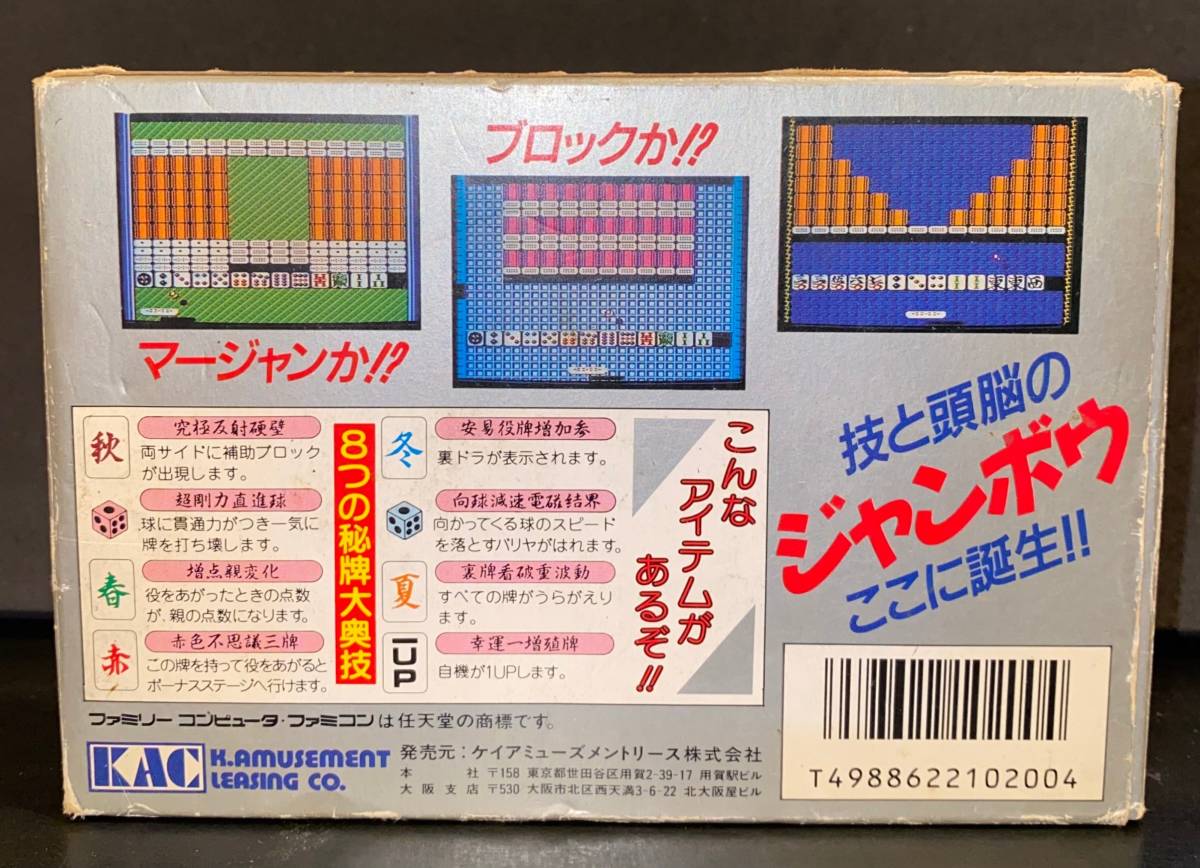 ブロックか!?
マージャンか!?
技と頭脳の
ジャンボウ
ここに誕生!!
こんな
アイテムが
あるぞ!!
冬
安易役牌増加参
裏ドラが表示されます。
向球減速電磁結界
向かってくる球のスピード
を落とすバリヤがはれます。
夏
裏牌看破重波動
すべての牌がうらがえり
ます。
1UP
幸運一増殖牌
自機が1UPします。
8つの秘牌大奥技
秋
究極反射硬壁
両サイドに補助ブロック
が出現します。
超剛力直進球
球に貫通力がつき一気に
牌を打ち壊します。
春
増点親変化
役をあがったときの点数
が、親の点数になります。
赤
赤色不思議三牌
この牌を持って役をあがると
ボーナスステージへ行けます。
ファミリー コンピュータ・ファミコンは任天堂の商標です。
KAC
K.AMUSEMENT
LEASING CO.
発売元:ケイアミューズメントリース株式会社
本 社 〒158 東京都世田谷区用賀2-39-17 用賀駅ビル
大阪支店 〒530 大阪市北区西天満3-6-22 北大阪屋ビル
T4988622102004